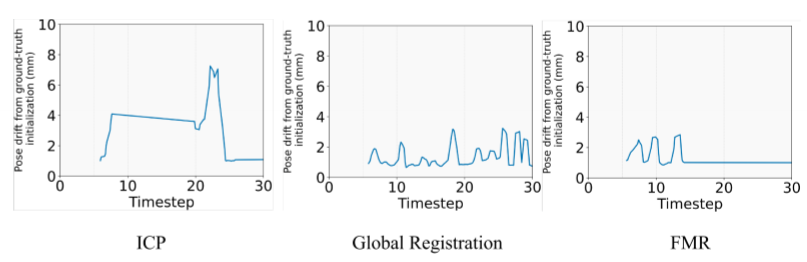 Pose drift from ground-truth
initialization (mm)
10
8
6
4
2
0
0 10 20 30
Timestep
ICP
Pose drift from ground-truth
initialization (mm)
10
8
6
4
2
0
0 10 20 30
Timestep
Global Registration
Pose drift from ground-truth
initialization (mm)
10
8
6
4
2
0
0 10 20 30
Timestep
FMR